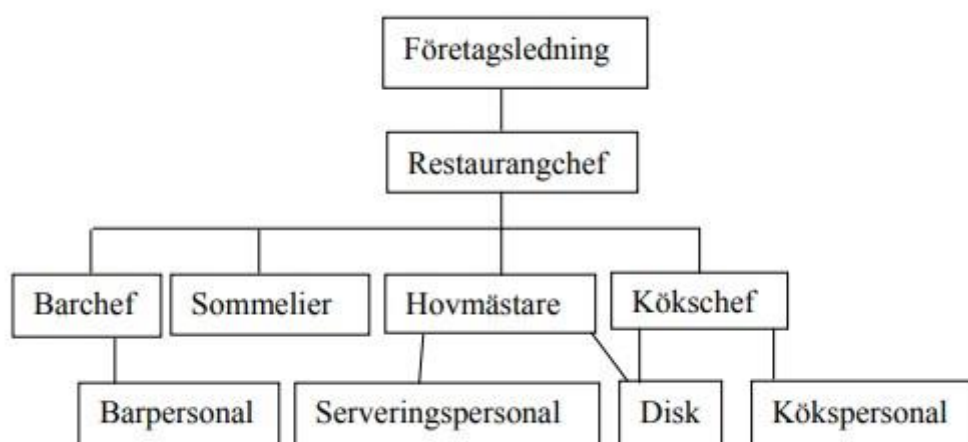 Företagsledning
Restaurangchef
Barchef
Sommelier
Hovmästare
Kökschef
Barpersonal
Serveringspersonal
Disk
Kökspersonal